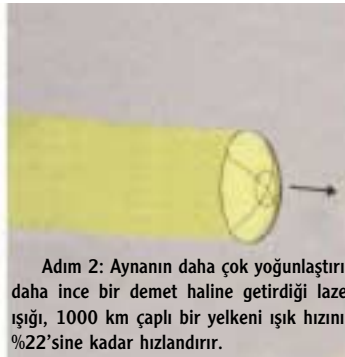 Adım 2: Aynanın daha çok yoğunlaştırı
daha ince bir demet haline getirdiği laze
ışığı, 1000 km çaplı bir yelkeni ışık hızını
%22'sine kadar hızlandırır.